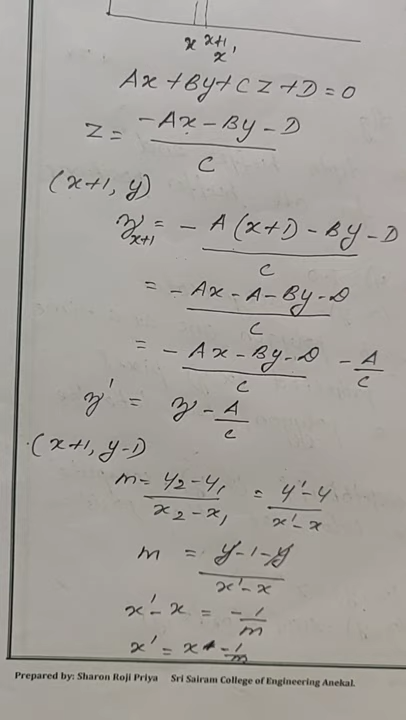 x x+1,
x'
Ax + By + CZ + D = 0
Z = (-Ax - By - D)/C
(x+1, y)
z'x+1 = - A(x+1) - By - D / C
= - Ax - A - By - D / C
= - Ax - By - D / C - A/C
z' = z - A/C
(x+1, y-1)
m = y2 - y1 / x2 - x1 = y' - y / x' - x
m = y - 1 - y / x' - x
x' - x = -1/m
x' = x - 1/m
Prepared by: Sharon Roji Priya Sri Sairam College of Engineering Anekal.